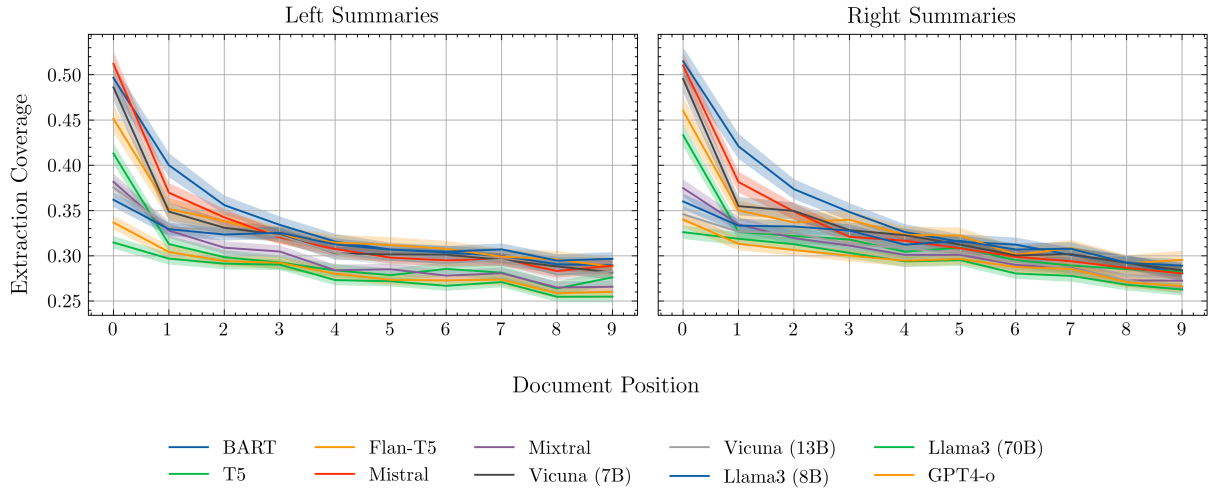 Left Summaries
Right Summaries
Extraction Coverage
0.50
0.45
0.40
0.35
0.30
0.25
0 1 2 3 4 5 6 7 8 9
0 1 2 3 4 5 6 7 8 9
Document Position
BART Flan-T5 Mixtral Vicuna (13B) Llama3 (70B)
T5 Mistral Vicuna (7B) Llama3 (8B) GPT4-o